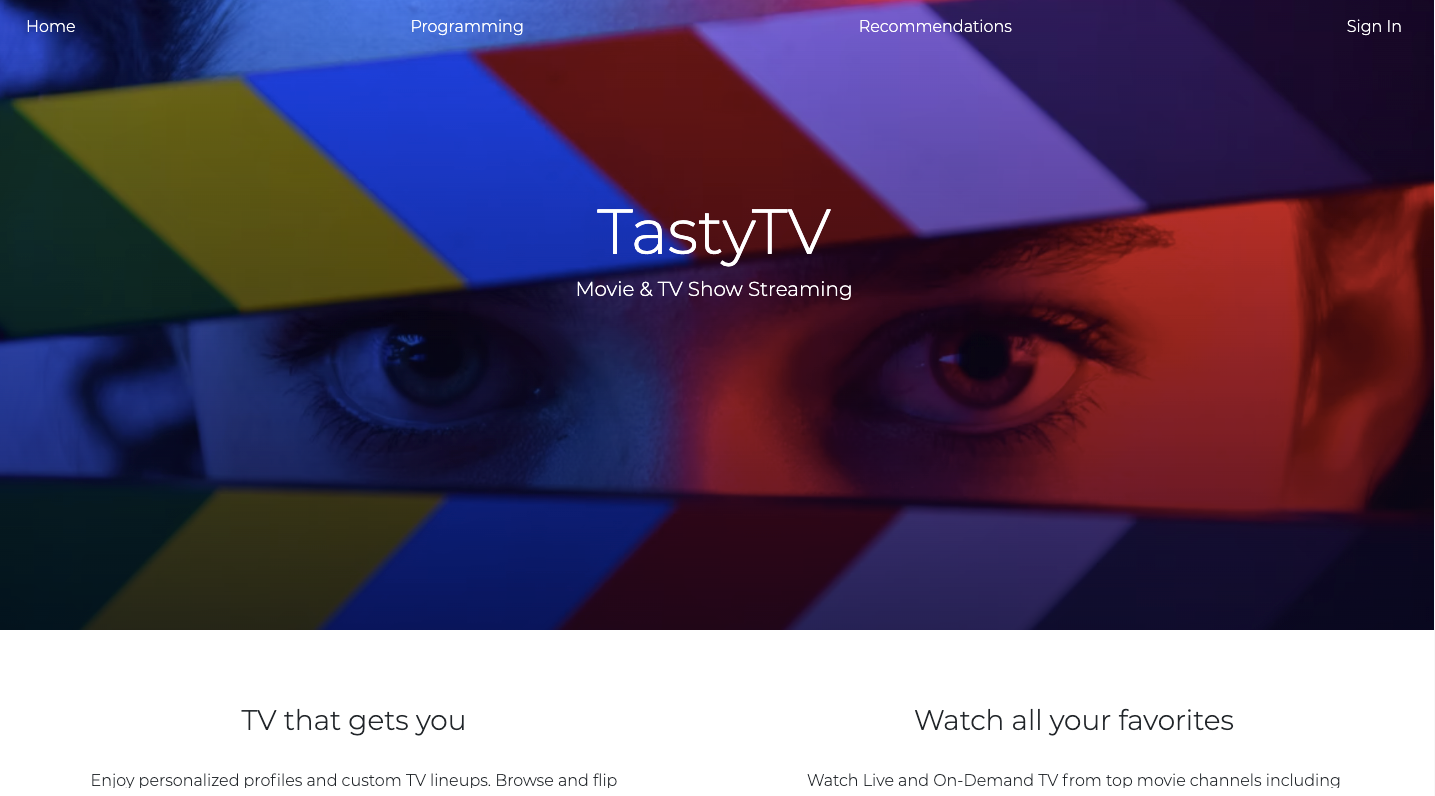 Home
Programming
Recommendations
Sign In
TastyTV
Movie & TV Show Streaming
TV that gets you
Watch all your favorites
Enjoy personalized profiles and custom TV lineups. Browse and flip
Watch Live and On-Demand TV from top movie channels including